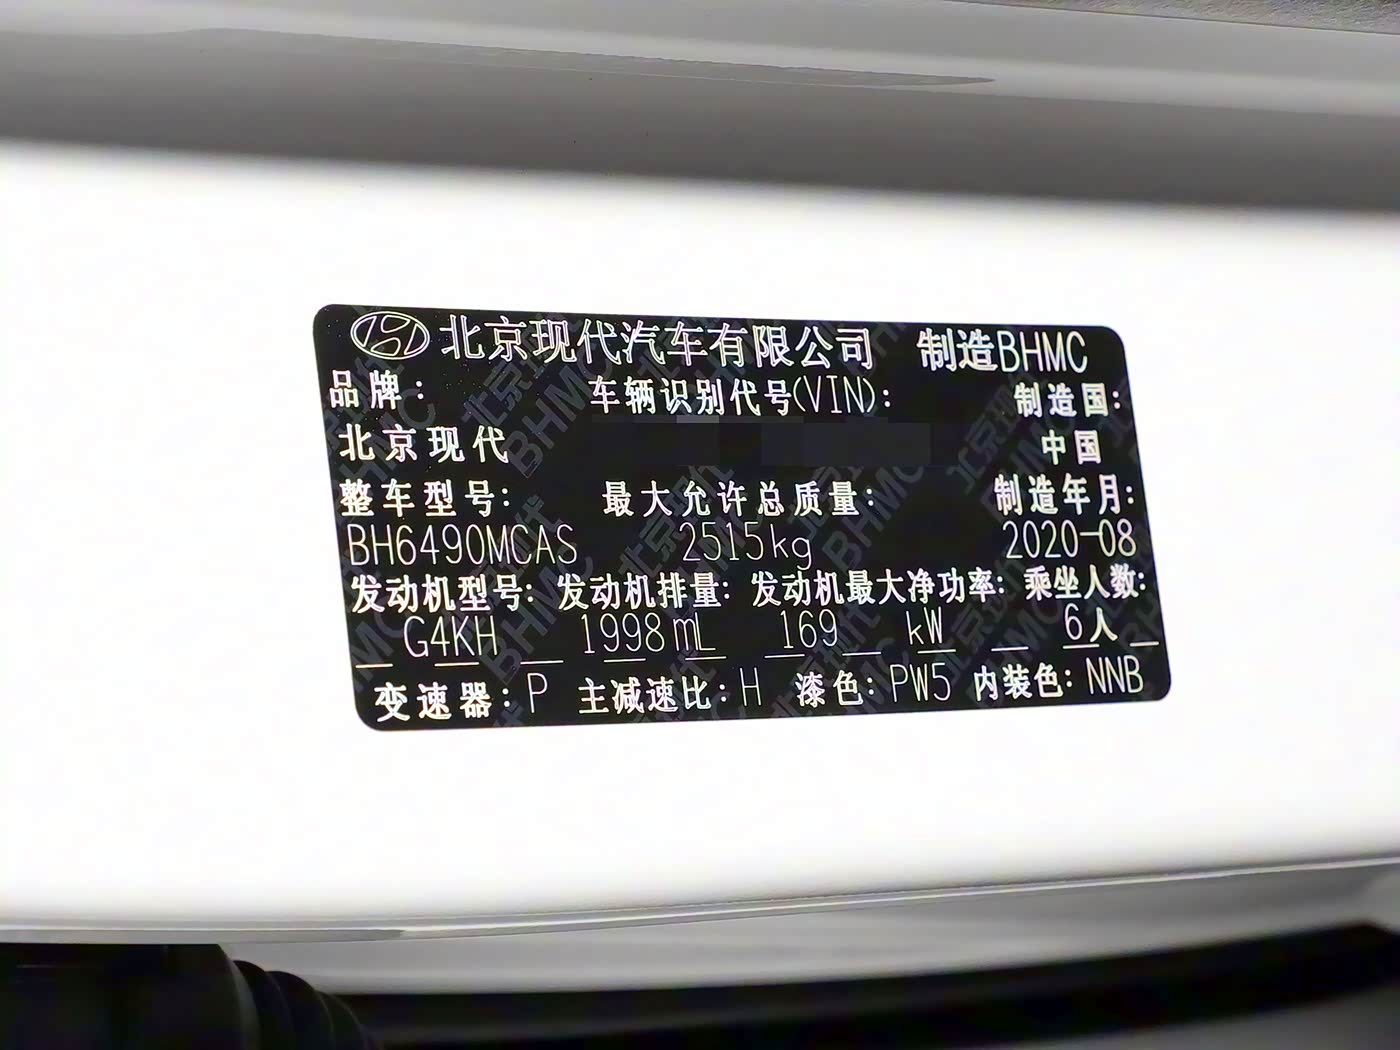 北京现代汽车有限公司 制造BHMC
品牌: 车辆识别代号(VIN): 制造国:
北京现代 中国
整车型号: 最大允许总质量: 制造年月:
BH6490MCAS 2515kg 2020-08
发动机型号: 发动机排量: 发动机最大净功率: 乘坐人数:
G4KH 1998mL 169 kW 6人
变速器: P 主减速比: H 漆色: PW5 内装色: NNB